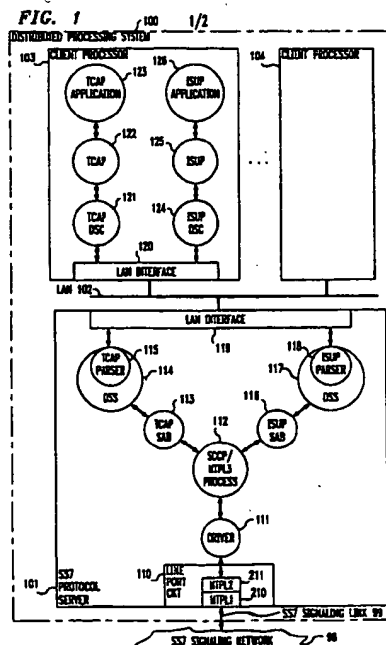 FIG. 1
1/2
100
DISTRIBUTED PROCESSING SYSTEM
103
CLIENT PROCESSOR
104
CLIENT PROCESSOR
TCAP
APPLICATION
123
126
ISUP
APPLICATION
122
TCAP
125
ISUP
...
121
TCAP
DSC
124
ISUP
DSC
120
LAN INTERFACE
LAN 102
LAN INTERFACE
119
TCAP
PARSER
115
114
DSS
118
ISUP
PARSER
117
DSS
113
TCAP
SAB
116
ISUP
SAB
112
SCCP/
MTPL3
PROCESS
111
DRIVER
110
LINE
PORT
CKT
211
MTPL2
MTPL1
210
101
SS7
PROTOCOL
SERVER
SS7 SIGNALING LINK 99
SS7 SIGNALING NETWORK
98